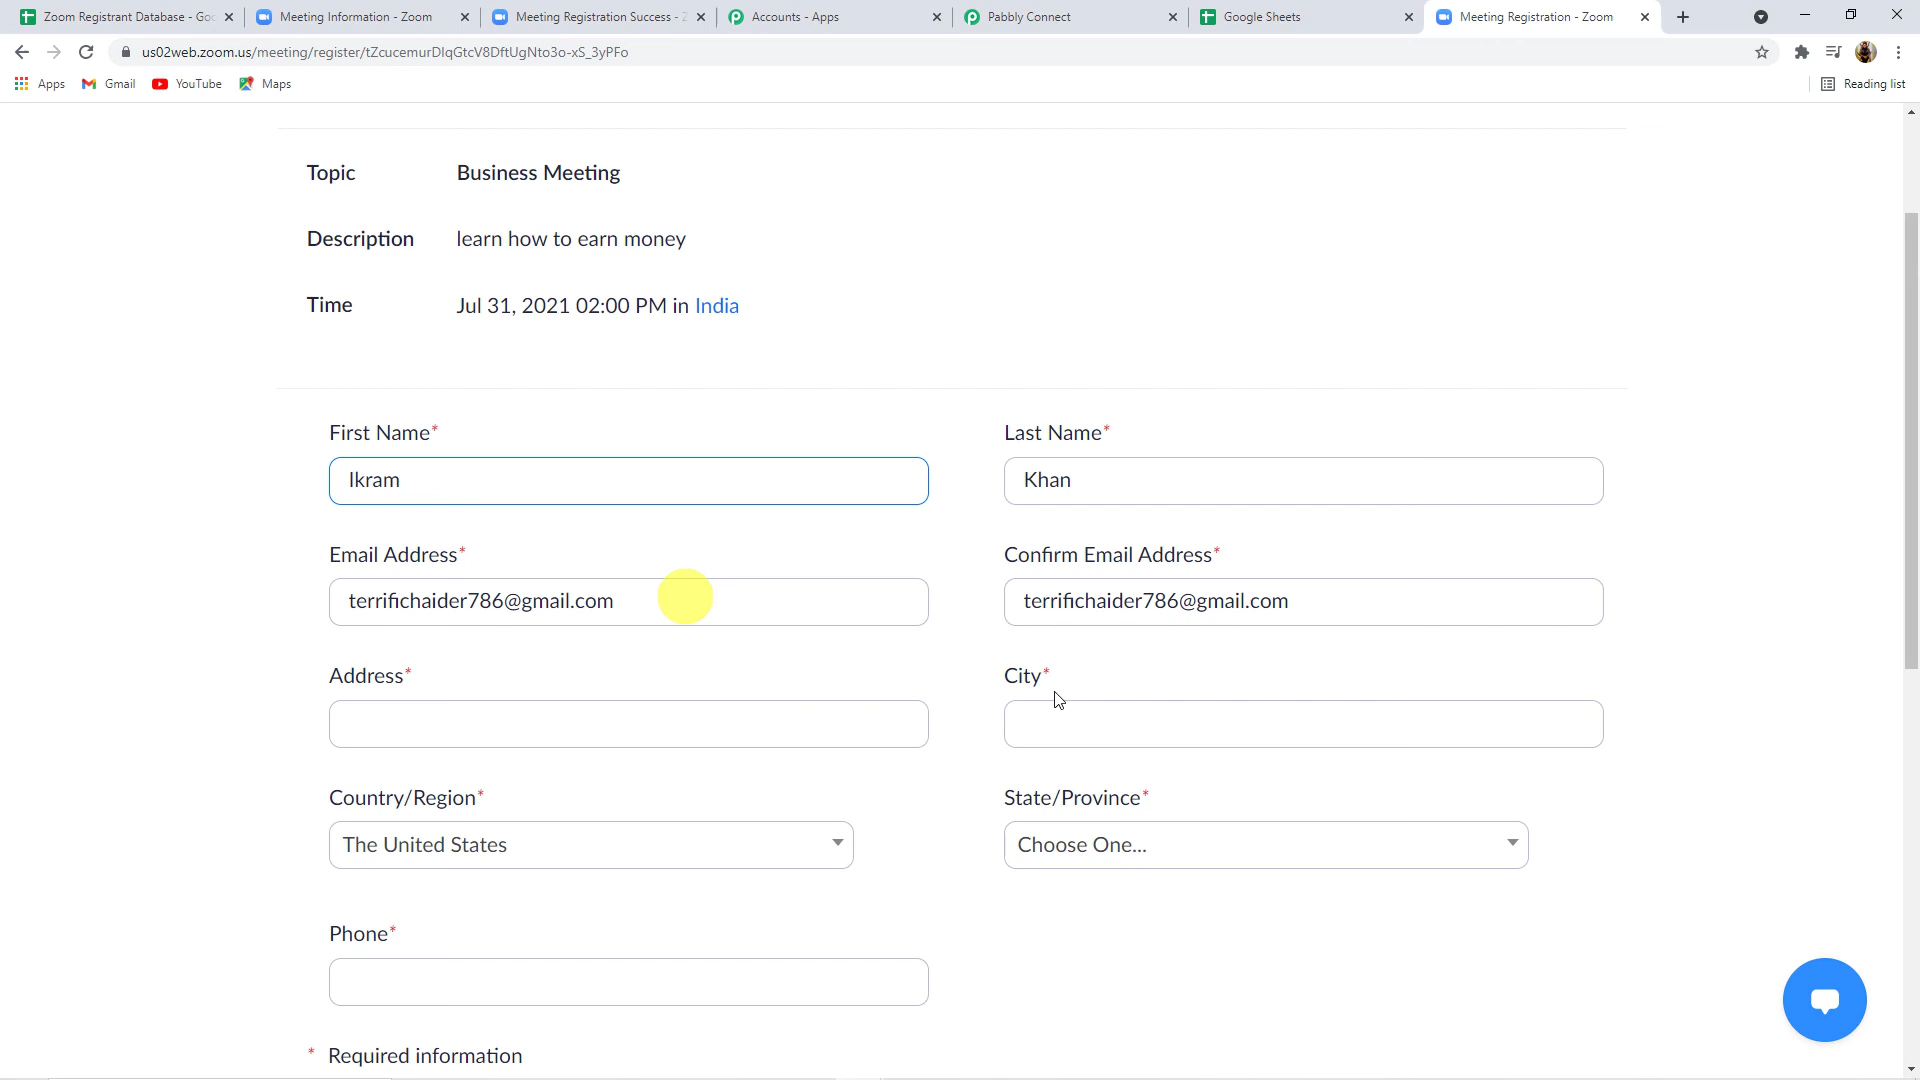 Zoom Registrant Database - Goo
Meeting Information - Zoom
Meeting Registration Success - Z
Accounts - Apps
Pabbly Connect
Google Sheets
Meeting Registration - Zoom
us02web.zoom.us/meeting/register/tZcucemurDIqGtcV8DftUgNto3o-xS_3yPFo
Apps
Gmail
YouTube
Maps
Reading list
Topic Business Meeting
Description learn how to earn money
Time Jul 31, 2021 02:00 PM in India
First Name* Last Name*
Ikram Khan
Email Address* Confirm Email Address*
terrifichaider786@gmail.com terrifichaider786@gmail.com
Address* City*
Country/Region* State/Province*
The United States Choose One...
Phone*
* Required information